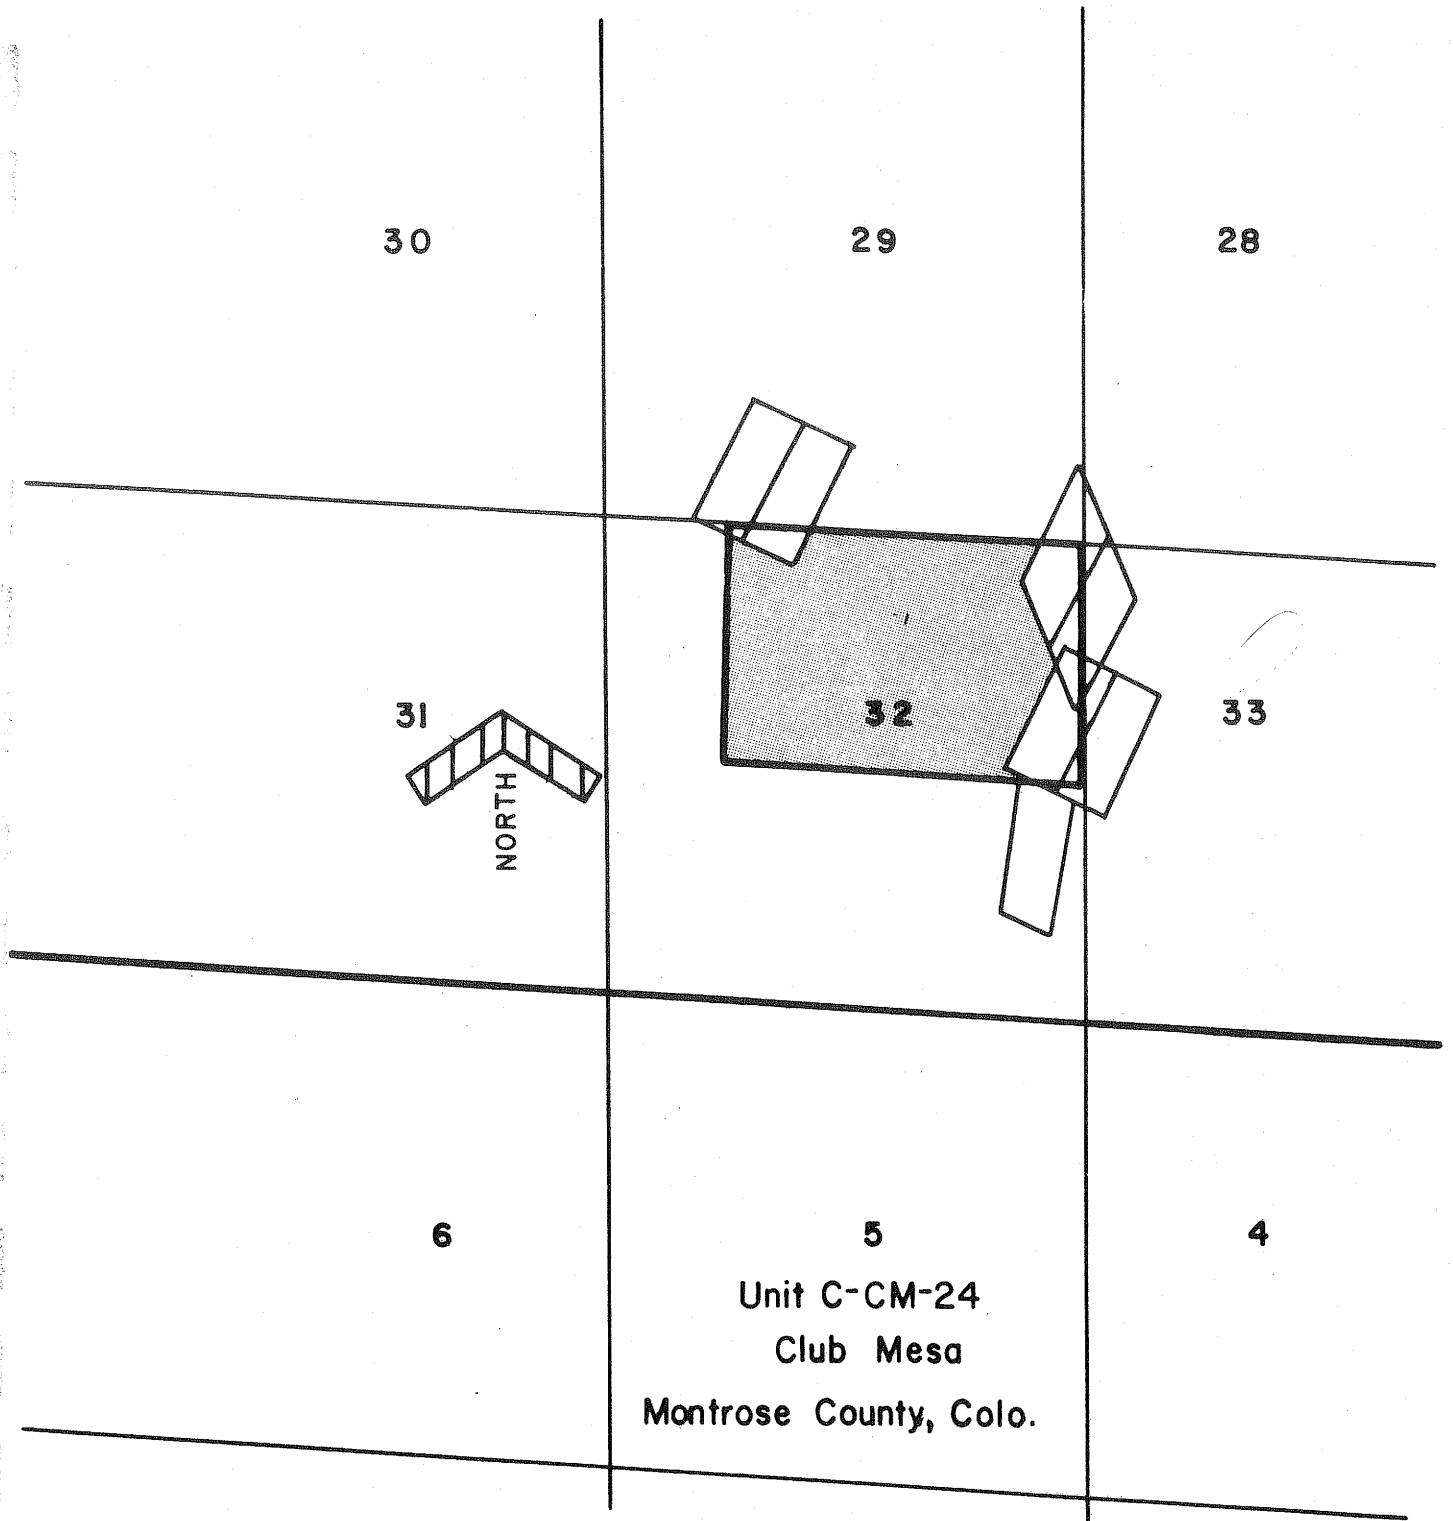 30 29 28
31 32 33
NORTH
6 5 4
Unit C-CM-24
Club Mesa
Montrose County, Colo.